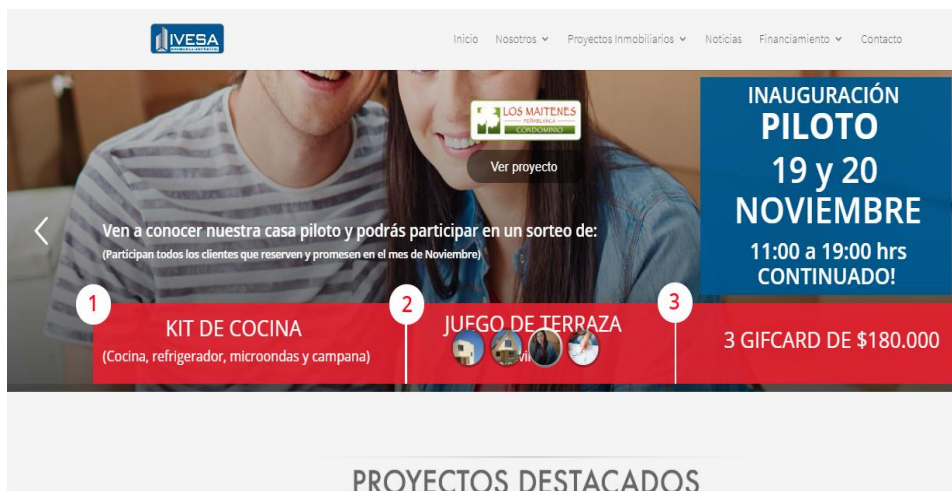 IVESA
Inicio Nosotros Proyectos Inmobiliarios Noticias Financiamiento Contacto
LOS MAITENES
PEÑABLANCA
CONDOMINIO
Ver proyecto
INAUGURACIÓN
PILOTO
19 y 20
NOVIEMBRE
11:00 a 19:00 hrs
CONTINUADO!
Ven a conocer nuestra casa piloto y podrás participar en un sorteo de:
(Participan todos los clientes que reserven y promesen en el mes de Noviembre)
1
KIT DE COCINA
(Cocina, refrigerador, microondas y campana)
2
JUEGO DE TERRAZA
3
3 GIFCARD DE $180.000
PROYECTOS DESTACADOS